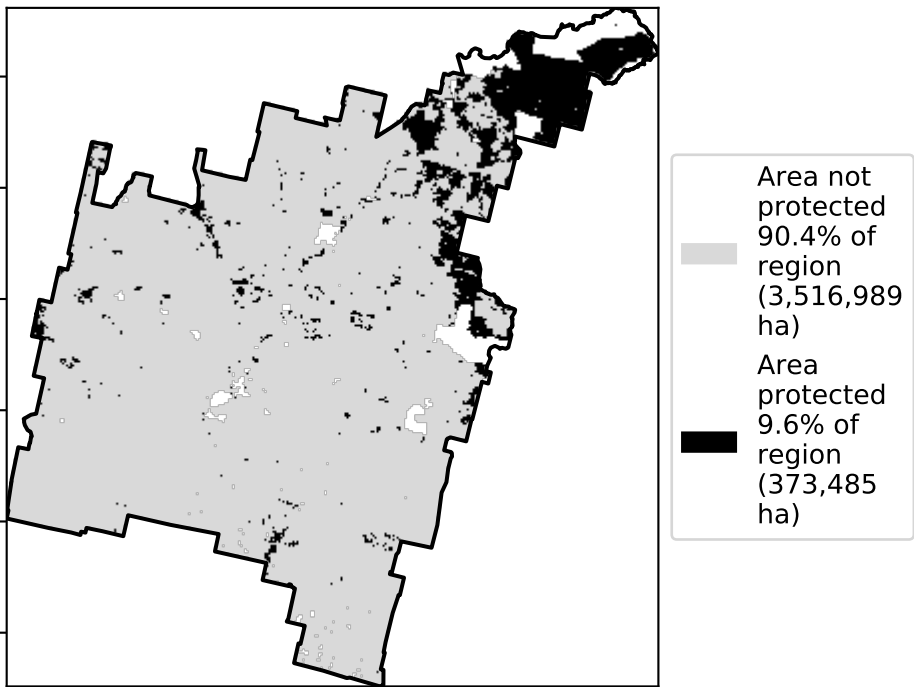 Area not
protected
90.4% of
region
(3,516,989
ha)
Area
protected
9.6% of
region
(373,485
ha)